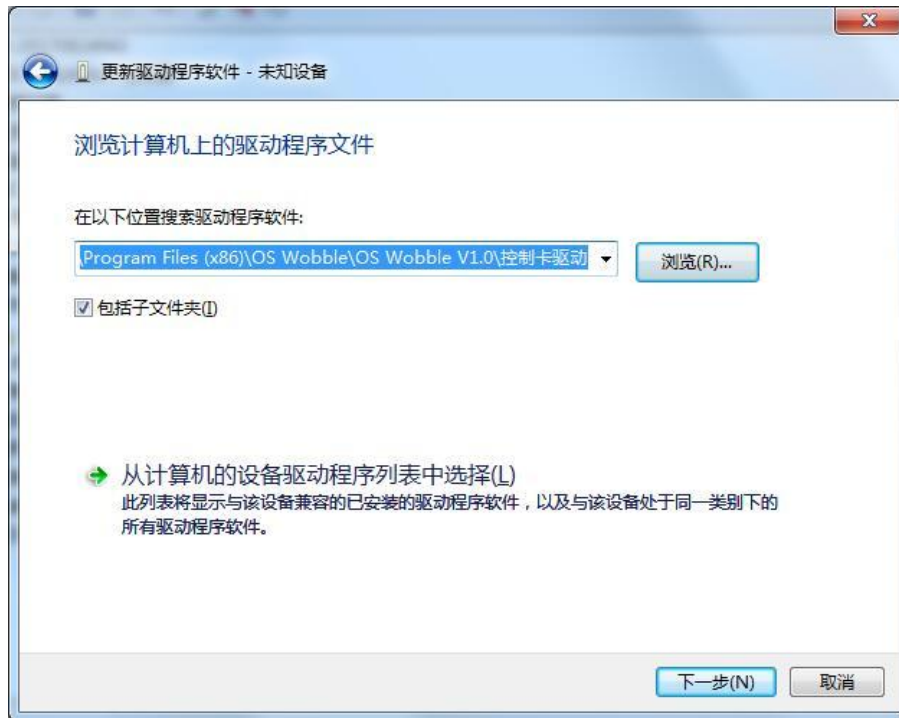 更新驱动程序软件 - 未知设备
浏览计算机上的驱动程序文件
在以下位置搜索驱动程序软件:
\Program Files (x86)\OS Wobble\OS Wobble V1.0\控制卡驱动
浏览(R)...
包括子文件夹(I)
从计算机的设备驱动程序列表中选择(L)
此列表将显示与该设备兼容的已安装的驱动程序软件，以及与该设备处于同一类别下的
所有驱动程序软件。
下一步(N)
取消